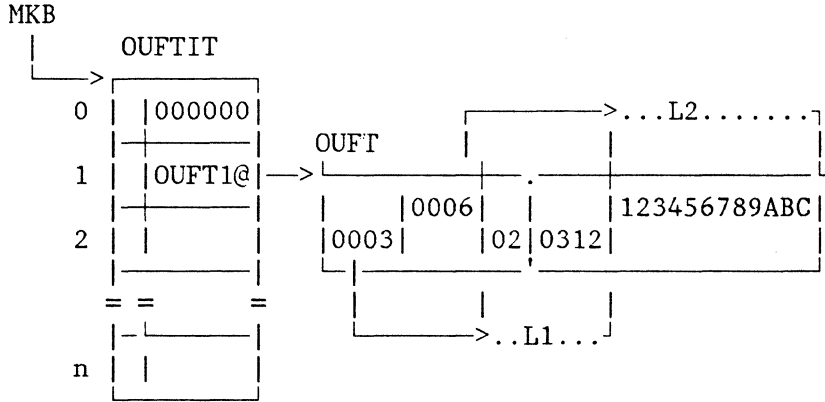 MKB
OUFTIT
0 000000 ...L2.......
OUFT
1 OUFT1@
0006 123456789ABC
2 0003 02 0312
= = =
..L1...
n